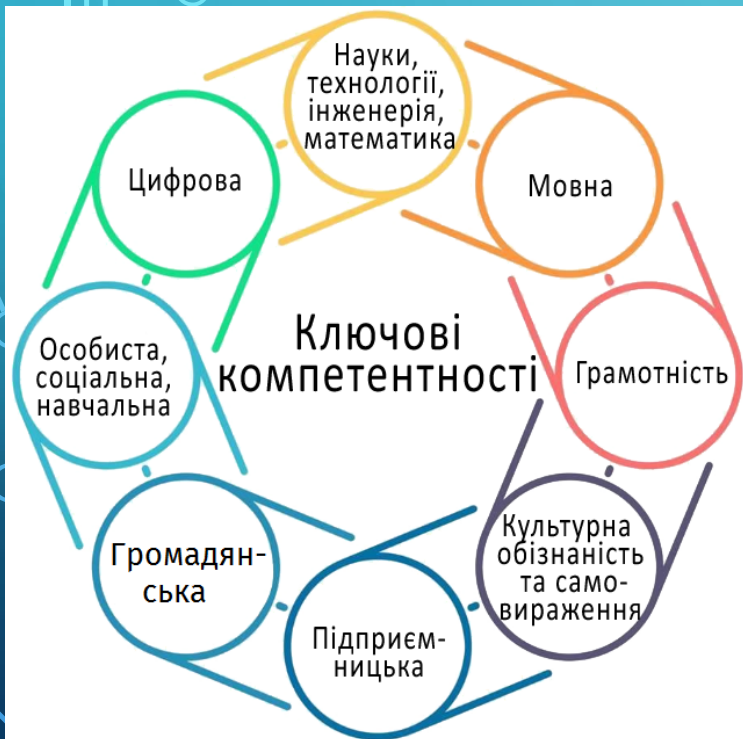 Науки,
технології,
інженерія,
математика
Мовна
Грамотність
Культурна
обізнаність
та само-
вираження
Підприєм-
ницька
Громадян-
ська
Особиста,
соціальна,
навчальна
Цифрова
Ключові
компетентності